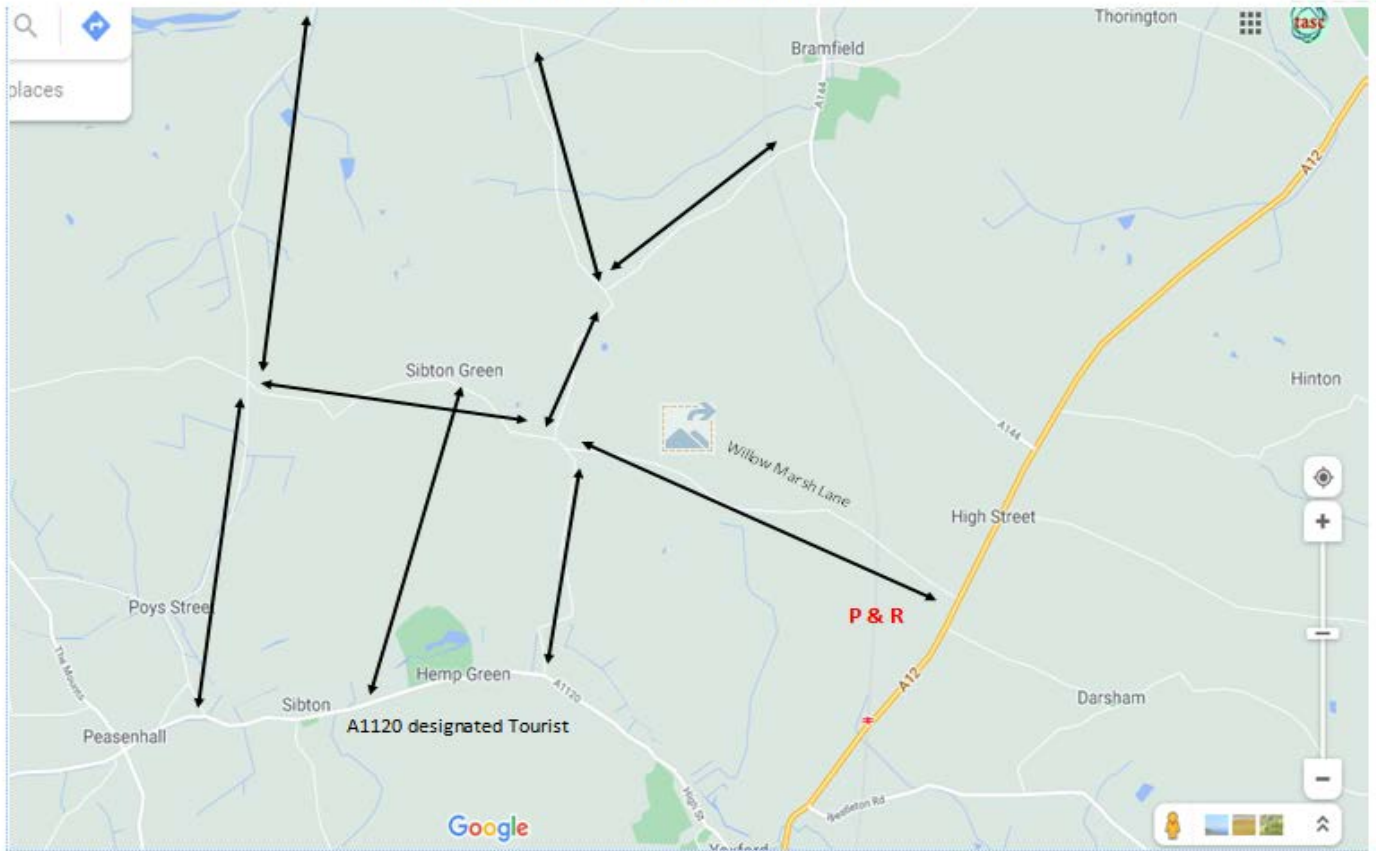 Thorington
tasc
Bramfield
places
A144
A12
Sibton Green
Hinton
Willow Marsh Lane
A144
High Street
Poys Street
P & R
The Mounts
Hemp Green
A12
Sibton
A1120
Darsham
A1120 designated Tourist
Peasenhall
High St
Google
Yoxford